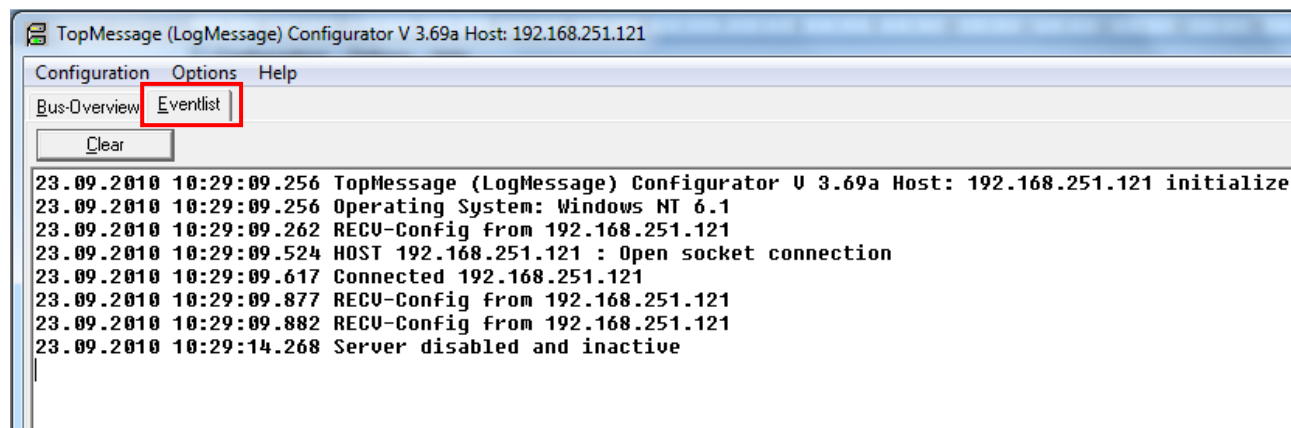 TopMessage (LogMessage) Configurator V 3.69a Host: 192.168.251.121
Configuration Options Help
Bus-Overview Eventlist
Clear
23.09.2010 10:29:09.256 TopMessage (LogMessage) Configurator V 3.69a Host: 192.168.251.121 initialize
23.09.2010 10:29:09.256 Operating System: Windows NT 6.1
23.09.2010 10:29:09.262 RECV-Config from 192.168.251.121
23.09.2010 10:29:09.524 HOST 192.168.251.121 : Open socket connection
23.09.2010 10:29:09.617 Connected 192.168.251.121
23.09.2010 10:29:09.877 RECV-Config from 192.168.251.121
23.09.2010 10:29:09.882 RECV-Config from 192.168.251.121
23.09.2010 10:29:14.268 Server disabled and inactive